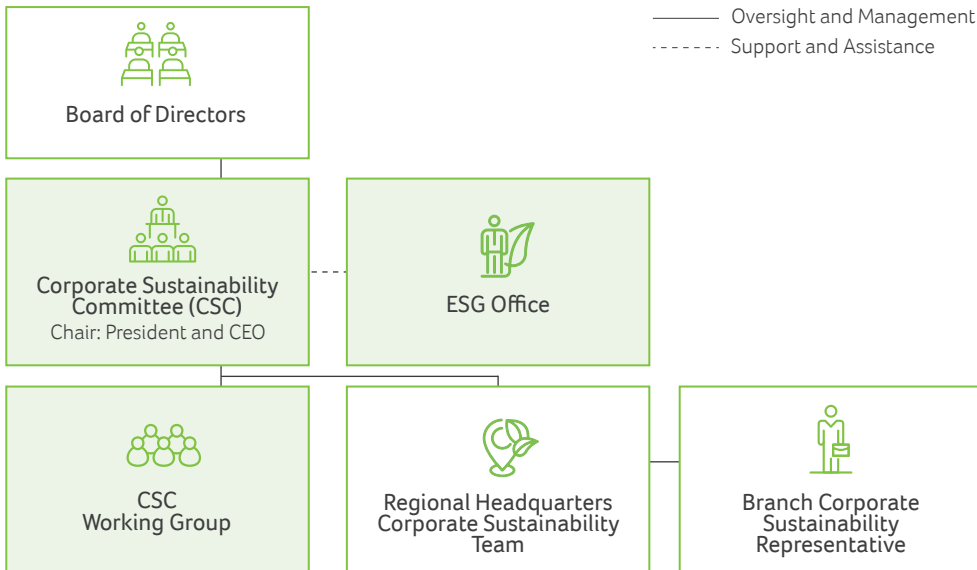 Oversight and Management
Support and Assistance
Board of Directors
Corporate Sustainability
Committee (CSC)
Chair: President and CEO
ESG Office
CSC
Working Group
Regional Headquarters
Corporate Sustainability
Team
Branch Corporate
Sustainability
Representative